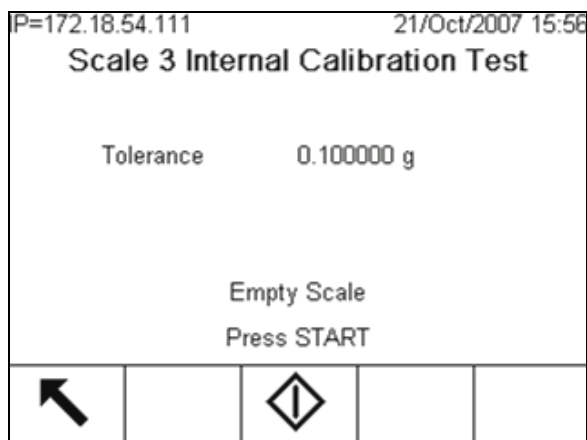 IP=172.18.54.111 21/Oct/2007 15:56
Scale 3 Internal Calibration Test
Tolerance 0.100000 g
Empty Scale
Press START